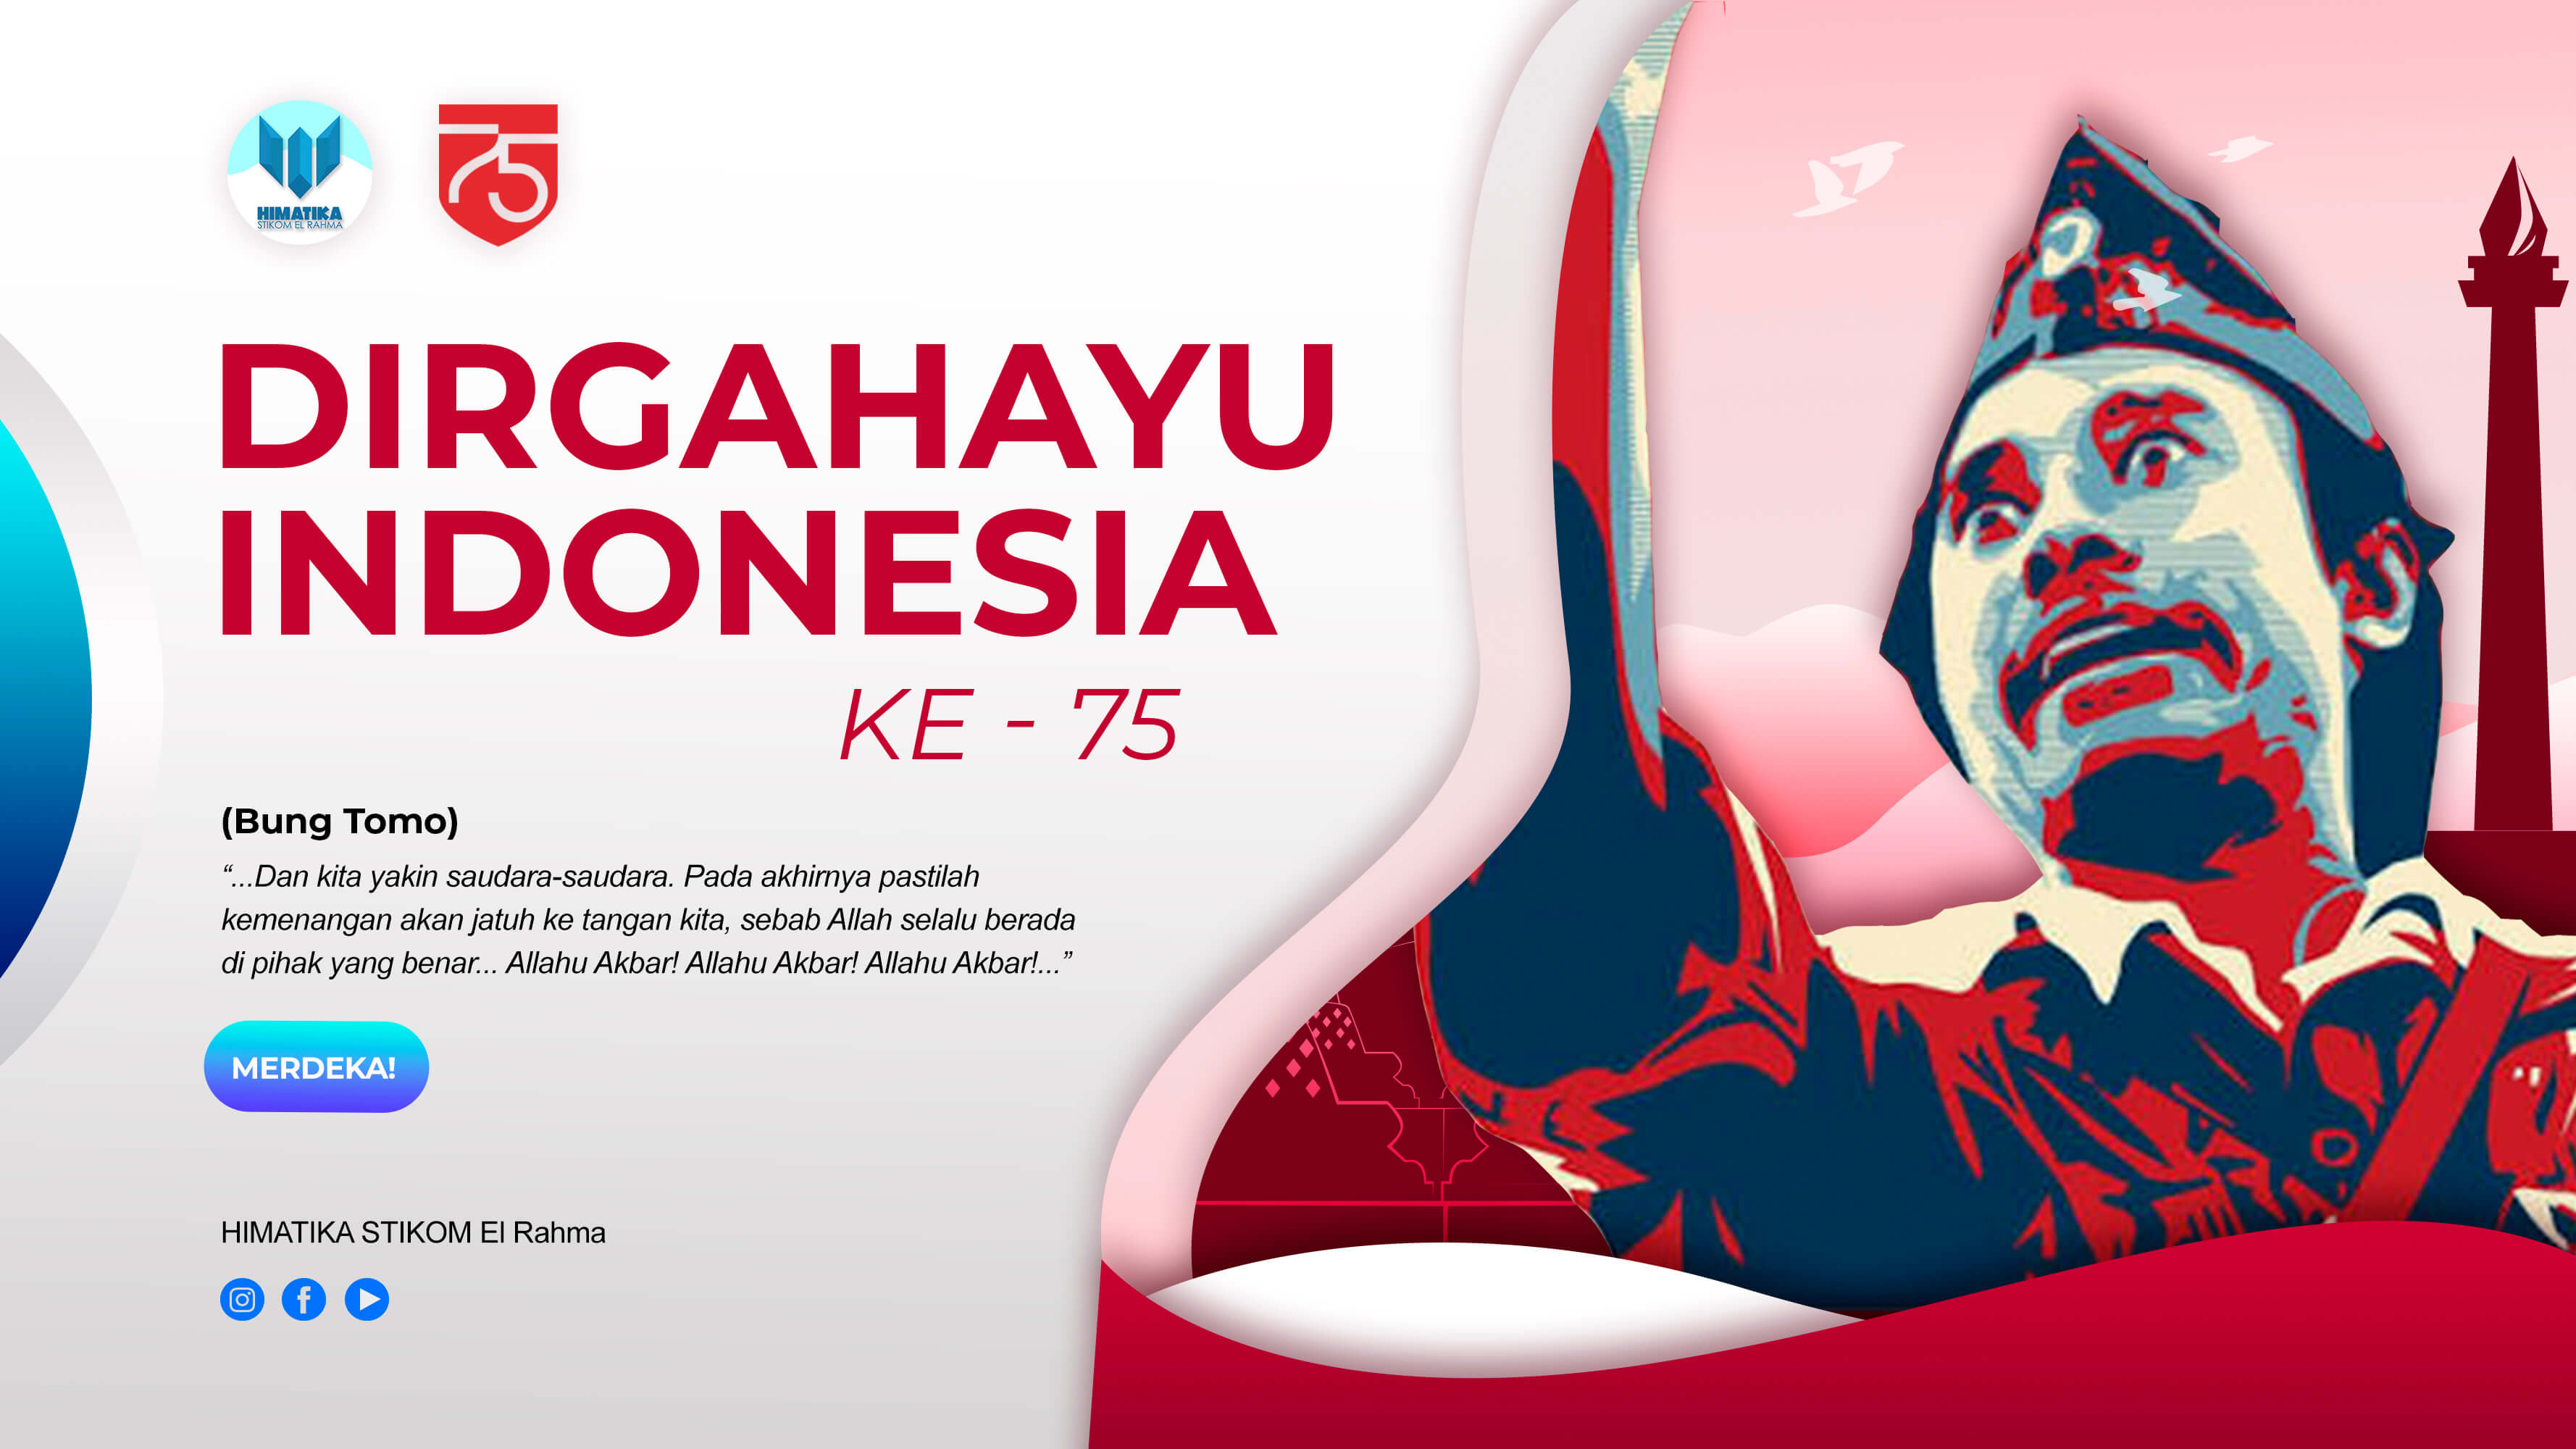 HIMATIKA
STIKOM EL RAHMA
75
DIRGAHAYU
INDONESIA
KE - 75
(Bung Tomo)
“...Dan kita yakin saudara-saudara. Pada akhirnya pastilah
kemenangan akan jatuh ke tangan kita, sebab Allah selalu berada
di pihak yang benar... Allahu Akbar! Allahu Akbar! Allahu Akbar!...”
MERDEKA!
HIMATIKA STIKOM El Rahma